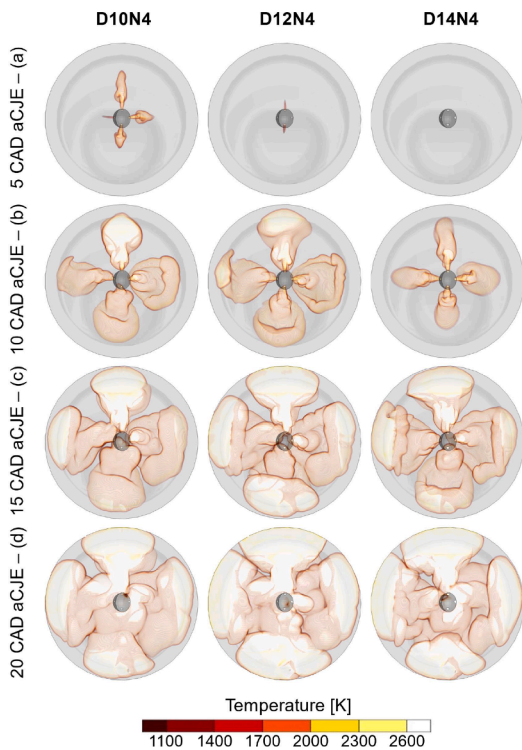 D10N4 D12N4 D14N4
5 CAD aCJE – (a)
10 CAD aCJE – (b)
15 CAD aCJE – (c)
20 CAD aCJE – (d)
Temperature [K]
1100 1400 1700 2000 2300 2600